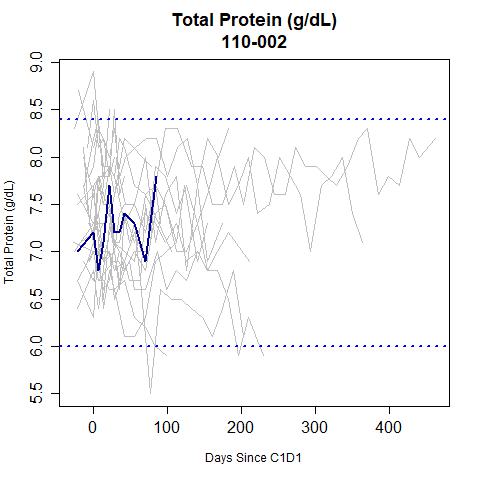 Total Protein (g/dL)
110-002
Total Protein (g/dL)
9.0
8.5
8.0
7.5
7.0
6.5
6.0
5.5
0 100 200 300 400
Days Since C1D1